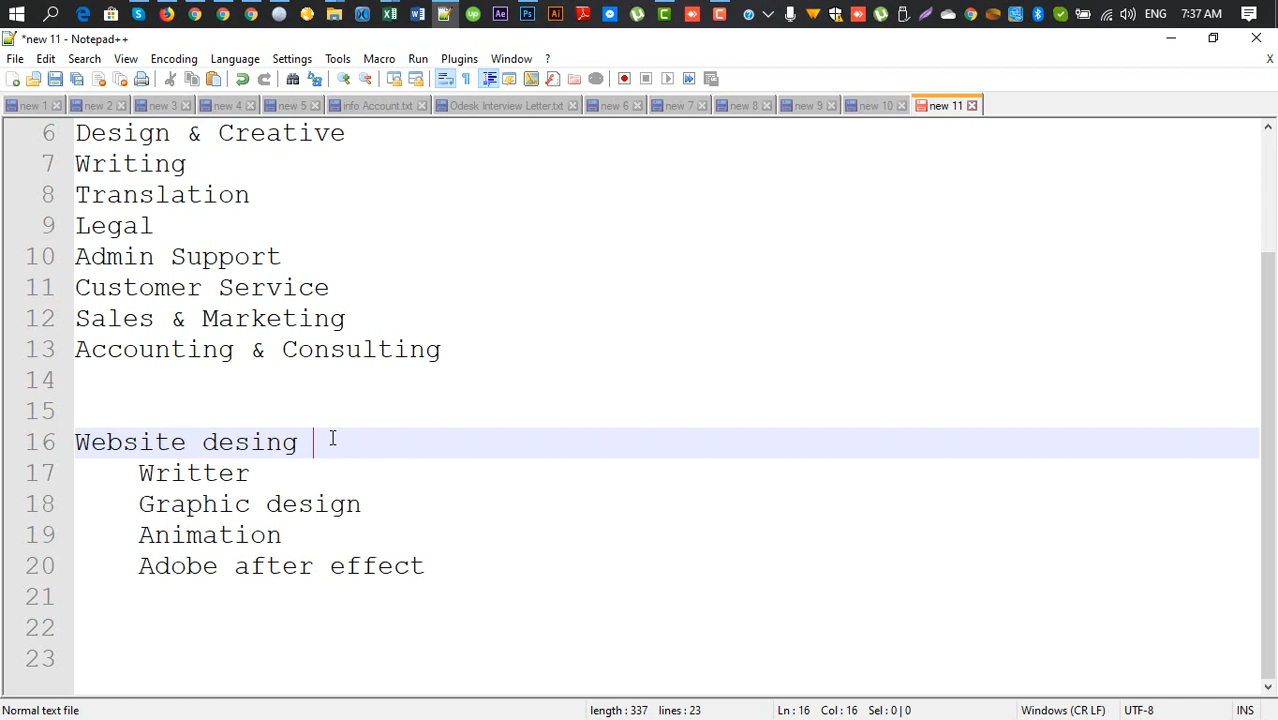 ENG 7:37 AM
*new 11 - Notepad++
File Edit Search View Encoding Language Settings Tools Macro Run Plugins Window ? X
new 1 new 2 new 3 new 4 new 5 nfo Account.txt Odesk Interview Letter.txt new 6 new 7 new 8 new 9 new 10 new 11
6 Design & Creative
7 Writing
8 Translation
9 Legal
10 Admin Support
11 Customer Service
12 Sales & Marketing
13 Accounting & Consulting
14
15
16 Website desing
17 Writter
18 Graphic design
19 Animation
20 Adobe after effect
21
22
23
Normal text file length : 337 lines : 23 Ln : 16 Col : 16 Sel : 0 | 0 Windows (CR LF) UTF-8 INS